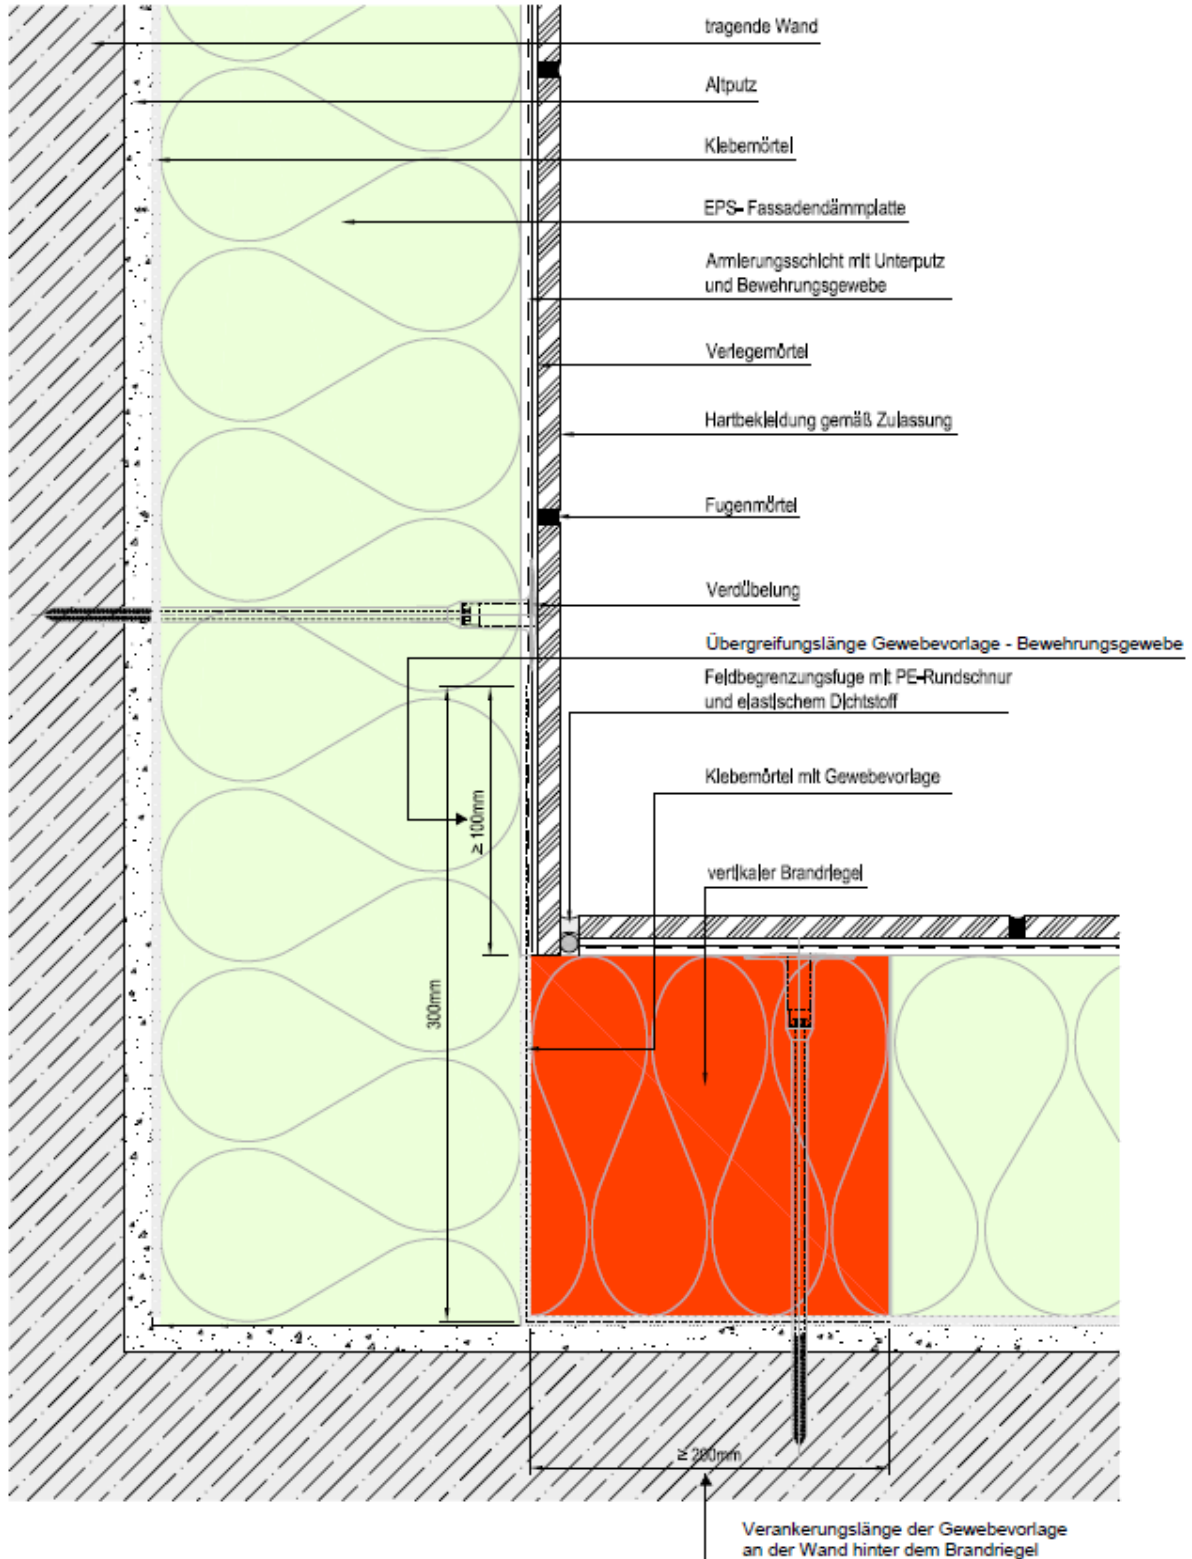 tragende Wand
Altputz
Klebemörtel
EPS- Fassadendämmplatte
Armierungsschicht mit Unterputz
und Bewehrungsgewebe
Verlegemörtel
Hartbekleidung gemäß Zulassung
Fugenmörtel
Verdübelung
Übergreifungslänge Gewebevorlage - Bewehrungsgewebe
Feldbegrenzungsfuge mit PE-Rundschnur
und elastischem Dichtstoff
Klebemörtel mit Gewebevorlage
≥ 100mm
vertikaler Brandriegel
300mm
≥ 200mm
Verankerungslänge der Gewebevorlage
an der Wand hinter dem Brandriegel